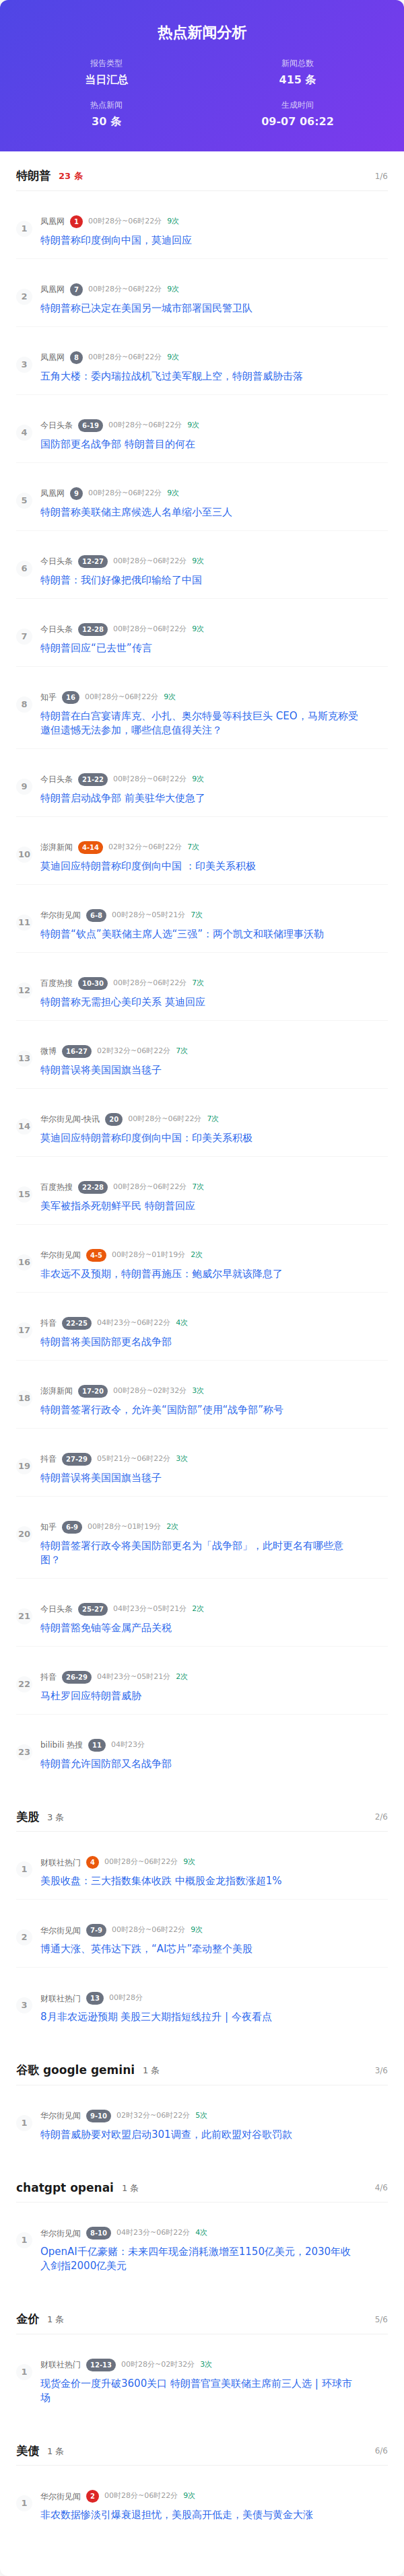 热点新闻分析
报告类型
新闻总数
当日汇总
415 条
热点新闻
生成时间
30 条
09-07 06:22
特朗普 23 条 1/6
1
凤凰网 1 00时28分~06时22分 9次
特朗普称印度倒向中国，莫迪回应
2
凤凰网 7 00时28分~06时22分 9次
特朗普称已决定在美国另一城市部署国民警卫队
3
凤凰网 8 00时28分~06时22分 9次
五角大楼：委内瑞拉战机飞过美军舰上空，特朗普威胁击落
4
今日头条 6-19 00时28分~06时22分 9次
国防部更名战争部 特朗普目的何在
5
凤凰网 9 00时28分~06时22分 9次
特朗普称美联储主席候选人名单缩小至三人
6
今日头条 12-27 00时28分~06时22分 9次
特朗普：我们好像把俄印输给了中国
7
今日头条 12-28 00时28分~06时22分 9次
特朗普回应“已去世”传言
8
知乎 16 00时28分~06时22分 9次
特朗普在白宫宴请库克、小扎、奥尔特曼等科技巨头 CEO，马斯克称受
邀但遗憾无法参加，哪些信息值得关注？
9
今日头条 21-22 00时28分~06时22分 9次
特朗普启动战争部 前美驻华大使急了
10
澎湃新闻 4-14 02时32分~06时22分 7次
莫迪回应特朗普称印度倒向中国 ：印美关系积极
11
华尔街见闻 6-8 00时28分~05时21分 7次
特朗普“钦点”美联储主席人选“三强”：两个凯文和联储理事沃勒
12
百度热搜 10-30 00时28分~06时22分 7次
特朗普称无需担心美印关系 莫迪回应
13
微博 16-27 02时32分~06时22分 7次
特朗普误将美国国旗当毯子
14
华尔街见闻-快讯 20 00时28分~06时22分 7次
莫迪回应特朗普称印度倒向中国：印美关系积极
15
百度热搜 22-28 00时28分~06时22分 7次
美军被指杀死朝鲜平民 特朗普回应
16
华尔街见闻 4-5 00时28分~01时19分 2次
非农远不及预期，特朗普再施压：鲍威尔早就该降息了
17
抖音 22-25 04时23分~06时22分 4次
特朗普将美国防部更名战争部
18
澎湃新闻 17-20 00时28分~02时32分 3次
特朗普签署行政令，允许美“国防部”使用“战争部”称号
19
抖音 27-29 05时21分~06时22分 3次
特朗普误将美国国旗当毯子
20
知乎 6-9 00时28分~01时19分 2次
特朗普签署行政令将美国防部更名为「战争部」，此时更名有哪些意
图？
21
今日头条 25-27 04时23分~05时21分 2次
特朗普豁免铀等金属产品关税
22
抖音 26-29 04时23分~05时21分 2次
马杜罗回应特朗普威胁
23
bilibili 热搜 11 04时23分
特朗普允许国防部又名战争部
美股 3 条 2/6
1
财联社热门 4 00时28分~06时22分 9次
美股收盘：三大指数集体收跌 中概股金龙指数涨超1%
2
华尔街见闻 7-9 00时28分~06时22分 9次
博通大涨、英伟达下跌，“AI芯片”牵动整个美股
3
财联社热门 13 00时28分
8月非农远逊预期 美股三大期指短线拉升 | 今夜看点
谷歌 google gemini 1 条 3/6
1
华尔街见闻 9-10 02时32分~06时22分 5次
特朗普威胁要对欧盟启动301调查，此前欧盟对谷歌罚款
chatgpt openai 1 条 4/6
1
华尔街见闻 8-10 04时23分~06时22分 4次
OpenAI千亿豪赌：未来四年现金消耗激增至1150亿美元，2030年收
入剑指2000亿美元
金价 1 条 5/6
1
财联社热门 12-13 00时28分~02时32分 3次
现货金价一度升破3600关口 特朗普官宣美联储主席前三人选 | 环球市
场
美债 1 条 6/6
1
华尔街见闻 2 00时28分~06时22分 9次
非农数据惨淡引爆衰退担忧，美股高开低走，美债与黄金大涨